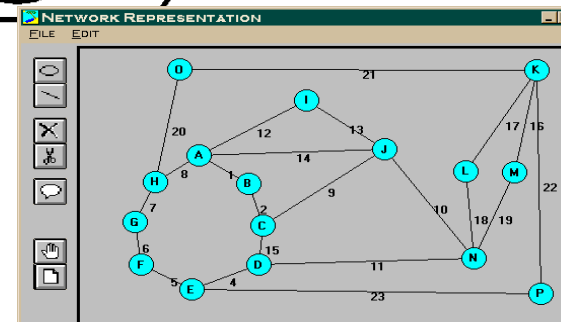 NETWORK REPRESENTATION
FILE EDIT
O K
21
I
12 13 17 16
20
A 14 J
8 L M
H 1 B
9 22
7 2
G C 10 18 19
6 15
F D 11 N
5 4
E 23 P